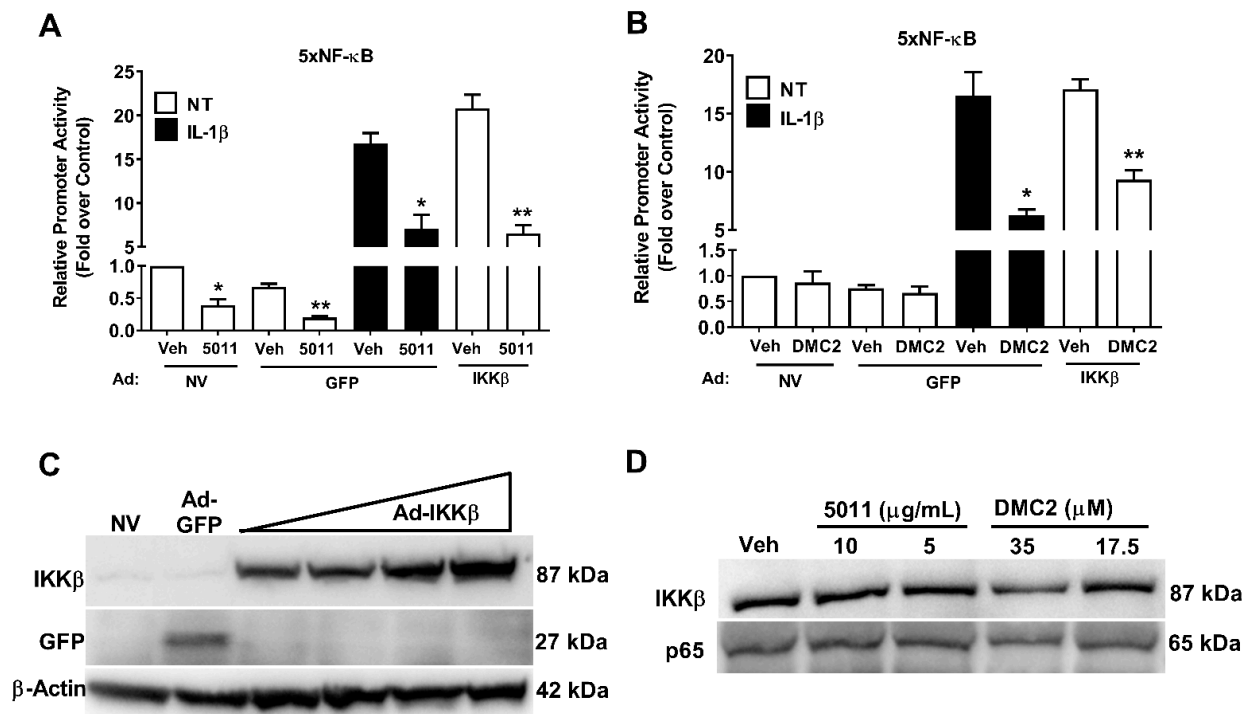 A
5xNF-κB
Relative Promoter Activity
(Fold over Control)
25
20
15
10
5
1.0
0.5
0.0
NT
IL-1β
*
**
*
**
Veh 5011 Veh 5011 Veh 5011 Veh 5011
Ad: NV GFP IKKβ
B
5xNF-κB
Relative Promoter Activity
(Fold over Control)
20
15
10
5
1.5
1.0
0.5
0.0
NT
IL-1β
*
**
Veh DMC2 Veh DMC2 Veh DMC2 Veh DMC2
Ad: NV GFP IKKβ
C
NV Ad-GFP Ad-IKKβ
IKKβ 87 kDa
GFP 27 kDa
β-Actin 42 kDa
D
5011 (μg/mL) DMC2 (μM)
Veh 10 5 35 17.5
IKKβ 87 kDa
p65 65 kDa